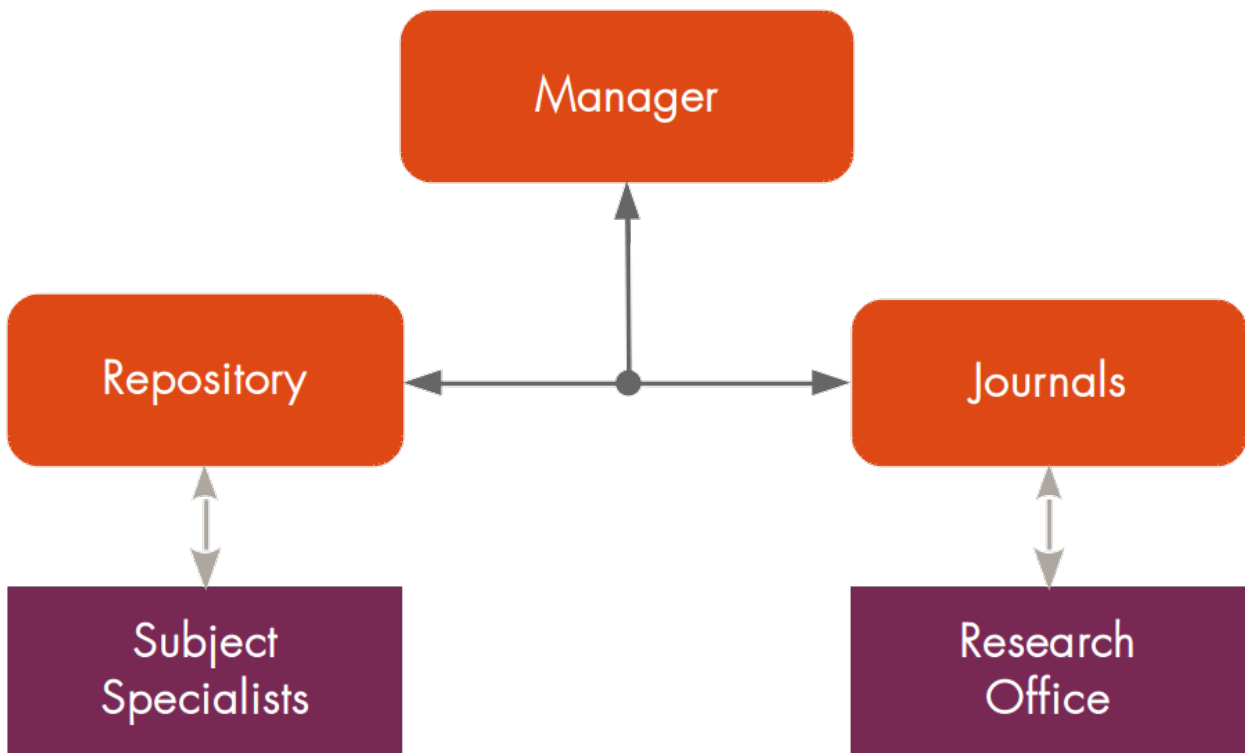 Manager
Repository
Journals
Subject
Specialists
Research
Office